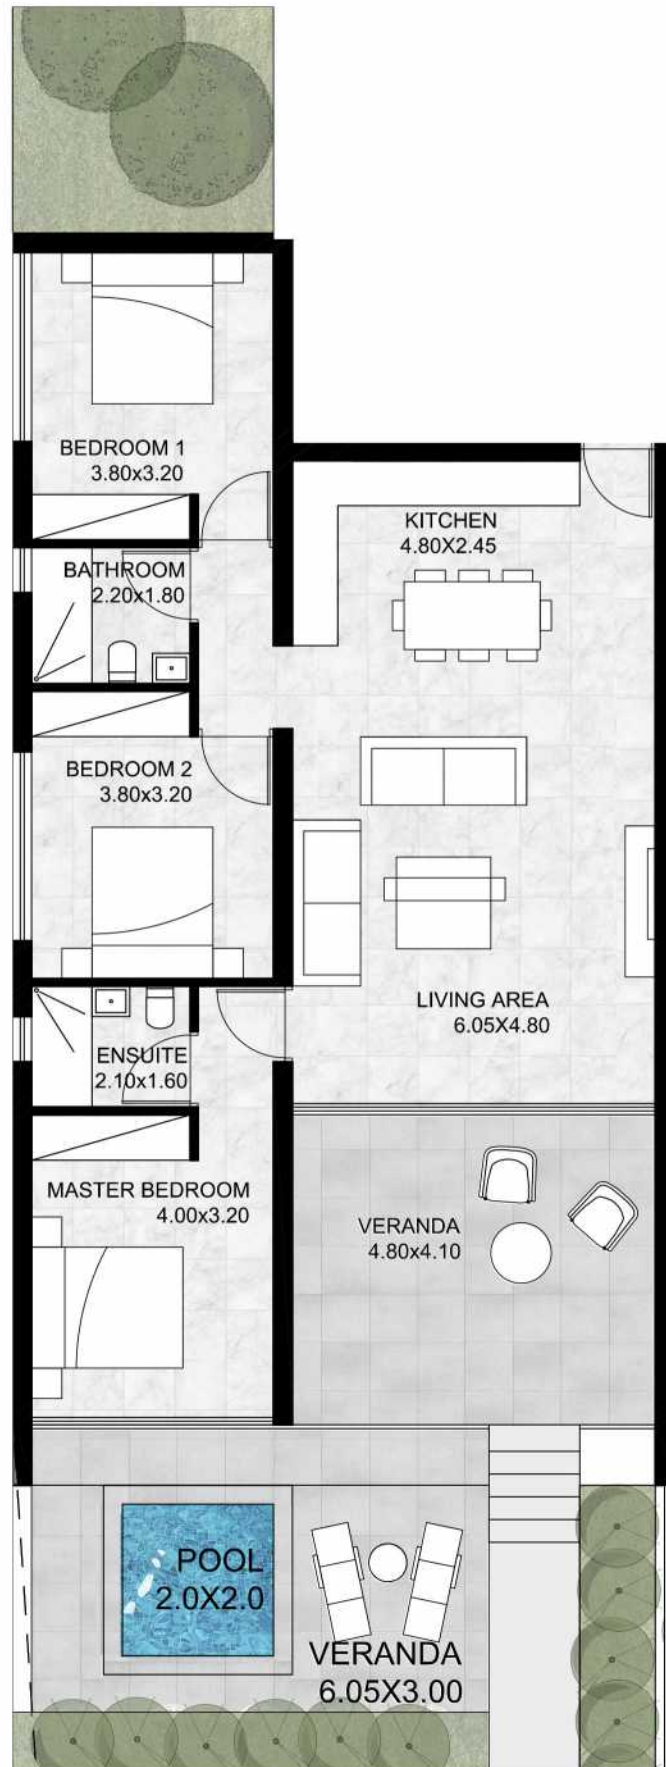 BEDROOM 1
3.80x3.20
KITCHEN
4.80X2.45
BATHROOM
2.20x1.80
BEDROOM 2
3.80x3.20
LIVING AREA
6.05X4.80
ENSUITE
2.10x1.60
MASTER BEDROOM
4.00x3.20
VERANDA
4.80x4.10
POOL
2.0X2.0
VERANDA
6.05X3.00